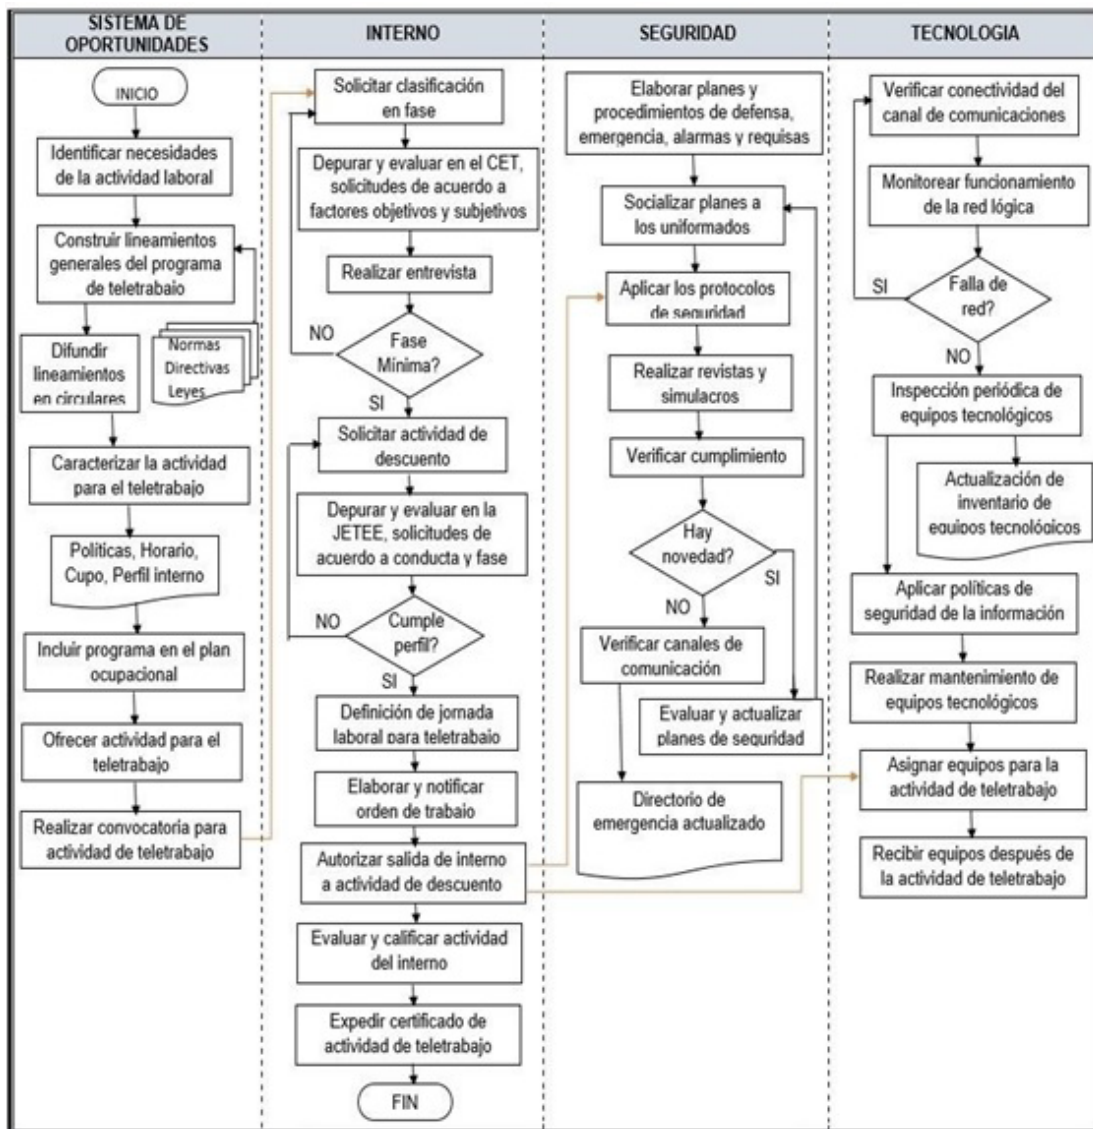 SISTEMA DE
OPORTUNIDADES
INICIO
Identificar necesidades
de la actividad laboral
Construir lineamientos
generales del programa
de teletrabajo
Difundir
lineamientos
en circulares
Normas
Directivas
Leyes
Caracterizar la actividad
para el teletrabajo
Políticas, Horario,
Cupo, Perfil interno
Incluir programa en el plan
ocupacional
Ofrecer actividad para el
teletrabajo
Realizar convocatoria para
actividad de teletrabajo
INTERNO
Solicitar clasificación
en fase
Depurar y evaluar en el CET,
solicitudes de acuerdo a
factores objetivos y subjetivos
Realizar entrevista
NO
Fase
Mínima?
SI
Solicitar actividad de
descuento
Depurar y evaluar en la
JETEE, solicitudes de
acuerdo a conducta y fase
NO
Cumple
perfil?
SI
Definición de jornada
laboral para teletrabajo
Elaborar y notificar
orden de trabajo
Autorizar salida de interno
a actividad de descuento
Evaluar y calificar actividad
del interno
Expedir certificado de
actividad de teletrabajo
FIN
SEGURIDAD
Elaborar planes y
procedimientos de defensa,
emergencia, alarmas y requisas
Socializar planes a
los uniformados
Aplicar los protocolos
de seguridad
Realizar revistas y
simulacros
Verificar cumplimiento
Hay
novedad?
SI
NO
Verificar canales de
comunicación
Evaluar y actualizar
planes de seguridad
Directorio de
emergencia actualizado
TECNOLOGIA
Verificar conectividad del
canal de comunicaciones
Monitorear funcionamiento
de la red lógica
SI
Falla de
red?
NO
Inspección periódica de
equipos tecnológicos
Actualización de
inventario de
equipos tecnológicos
Aplicar políticas de
seguridad de la información
Realizar mantenimiento de
equipos tecnológicos
Asignar equipos para la
actividad de teletrabajo
Recibir equipos después de
la actividad de teletrabajo